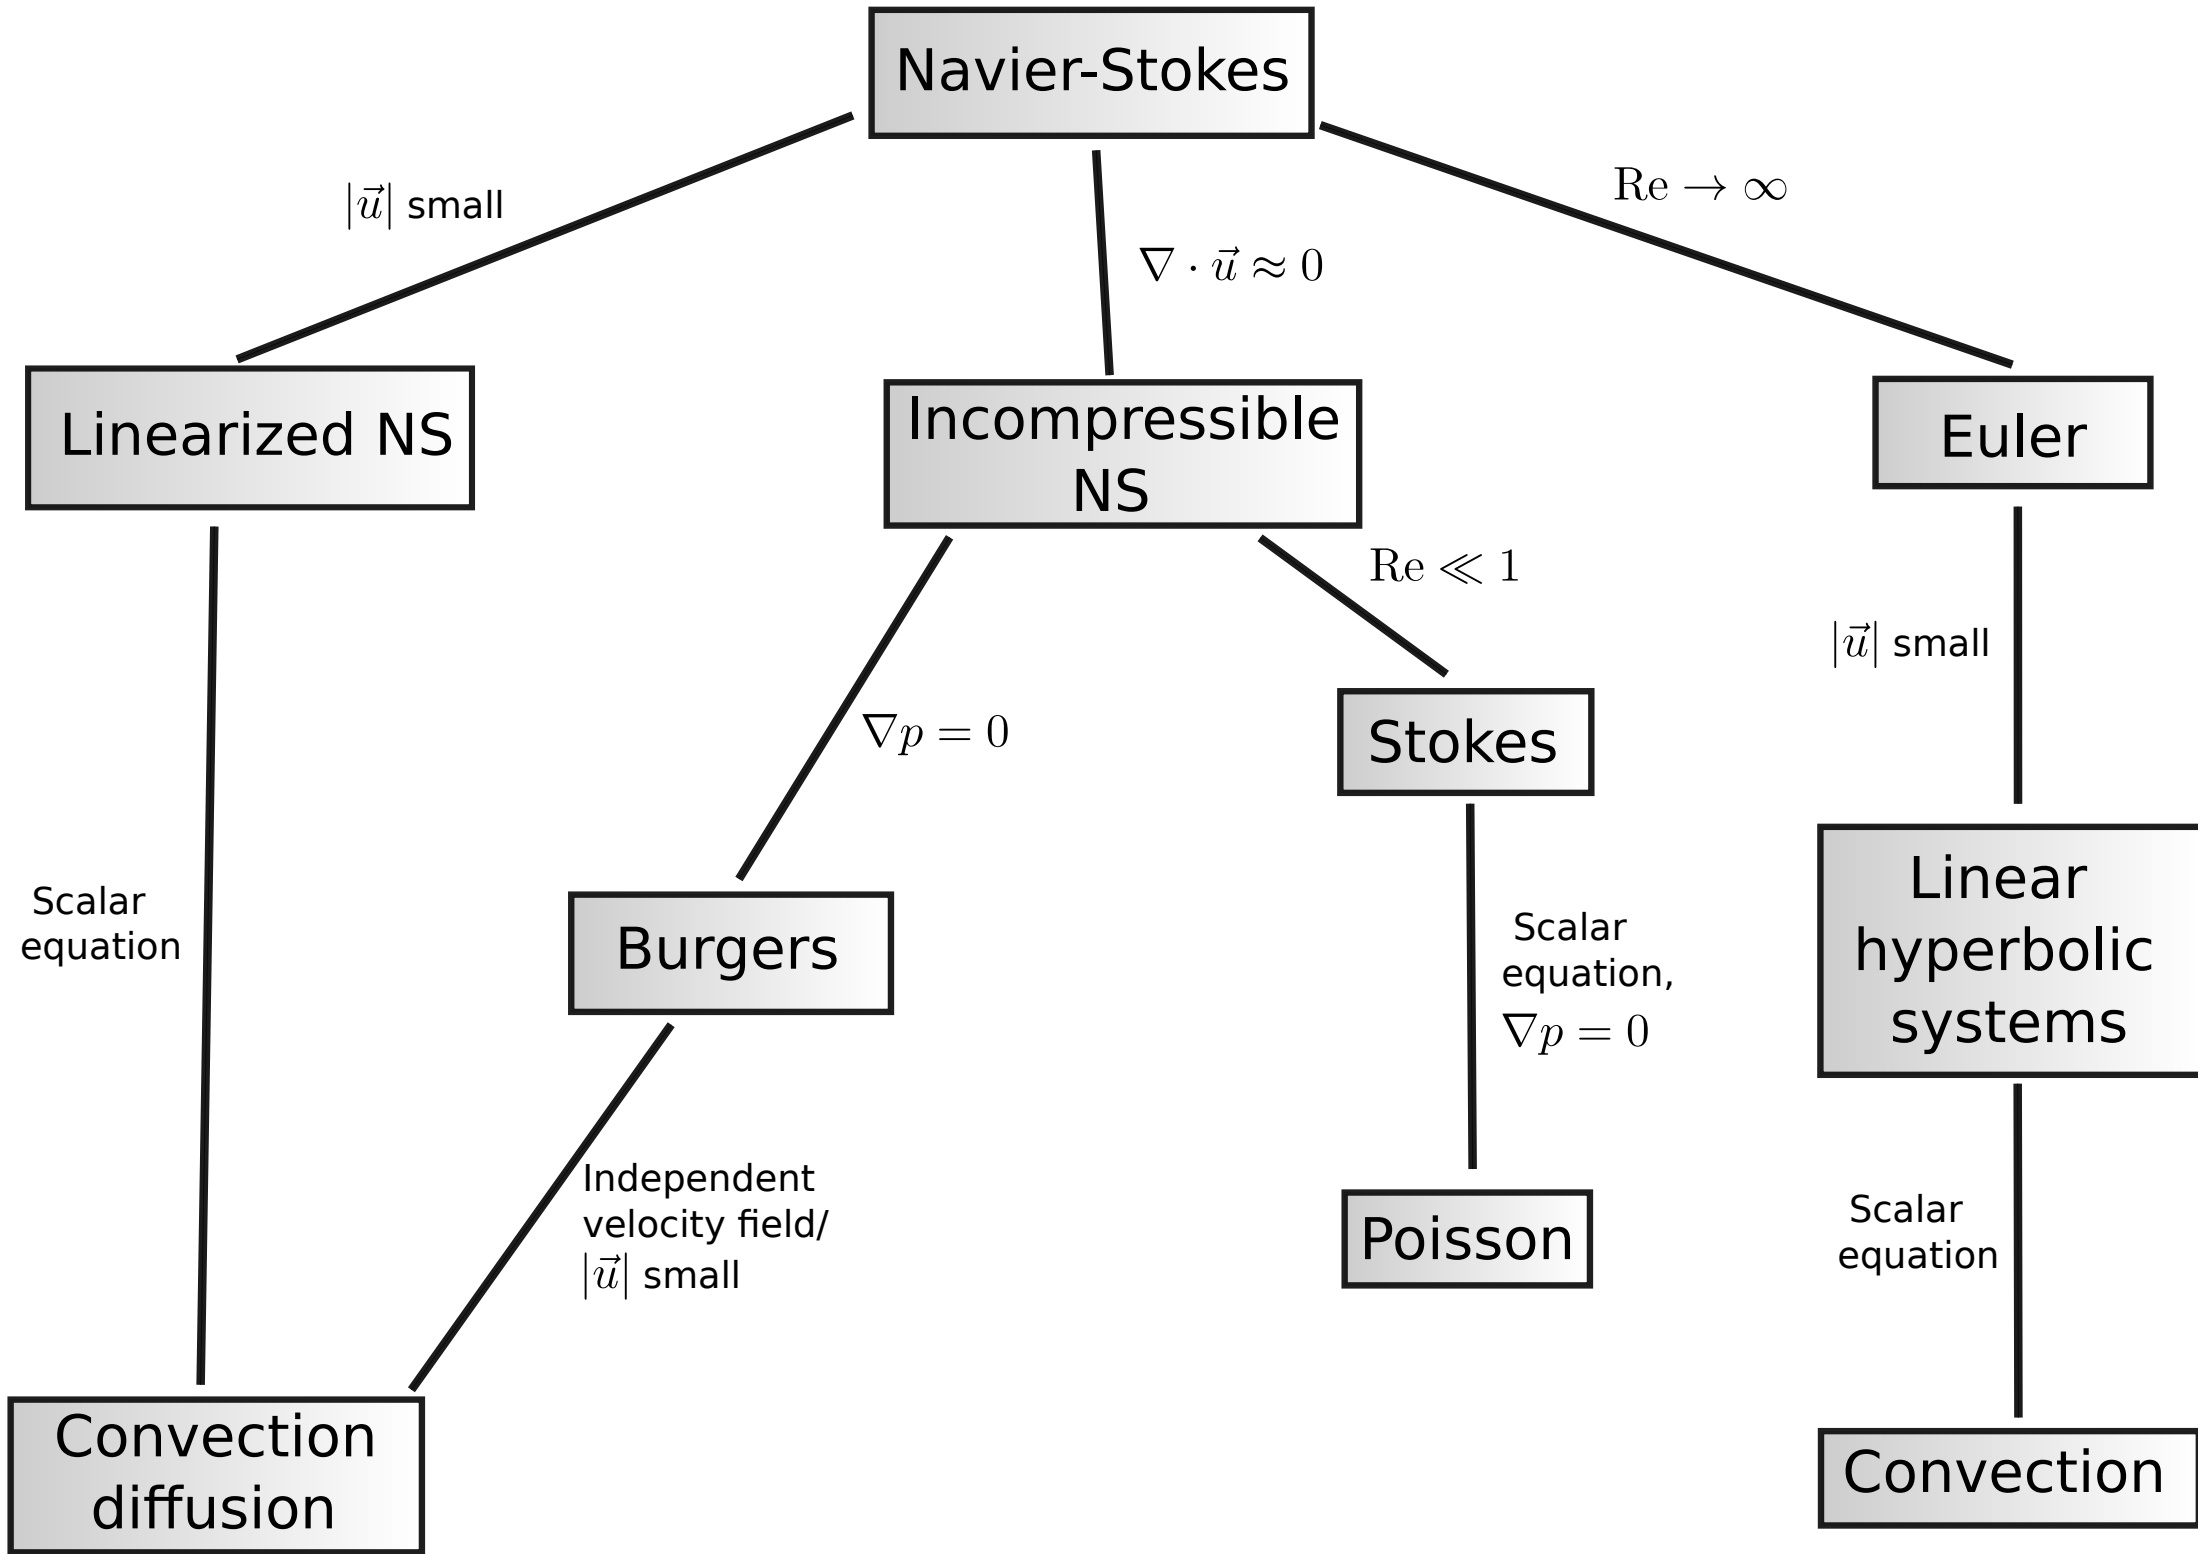 Navier-Stokes
|u⃗| small
∇ · u⃗ ≈ 0
Re → ∞
Linearized NS
Incompressible
NS
Euler
Re ≪ 1
|u⃗| small
∇p = 0
Stokes
Scalar
equation
Burgers
Scalar
equation,
∇p = 0
Linear
hyperbolic
systems
Independent
velocity field/
|u⃗| small
Poisson
Scalar
equation
Convection
diffusion
Convection